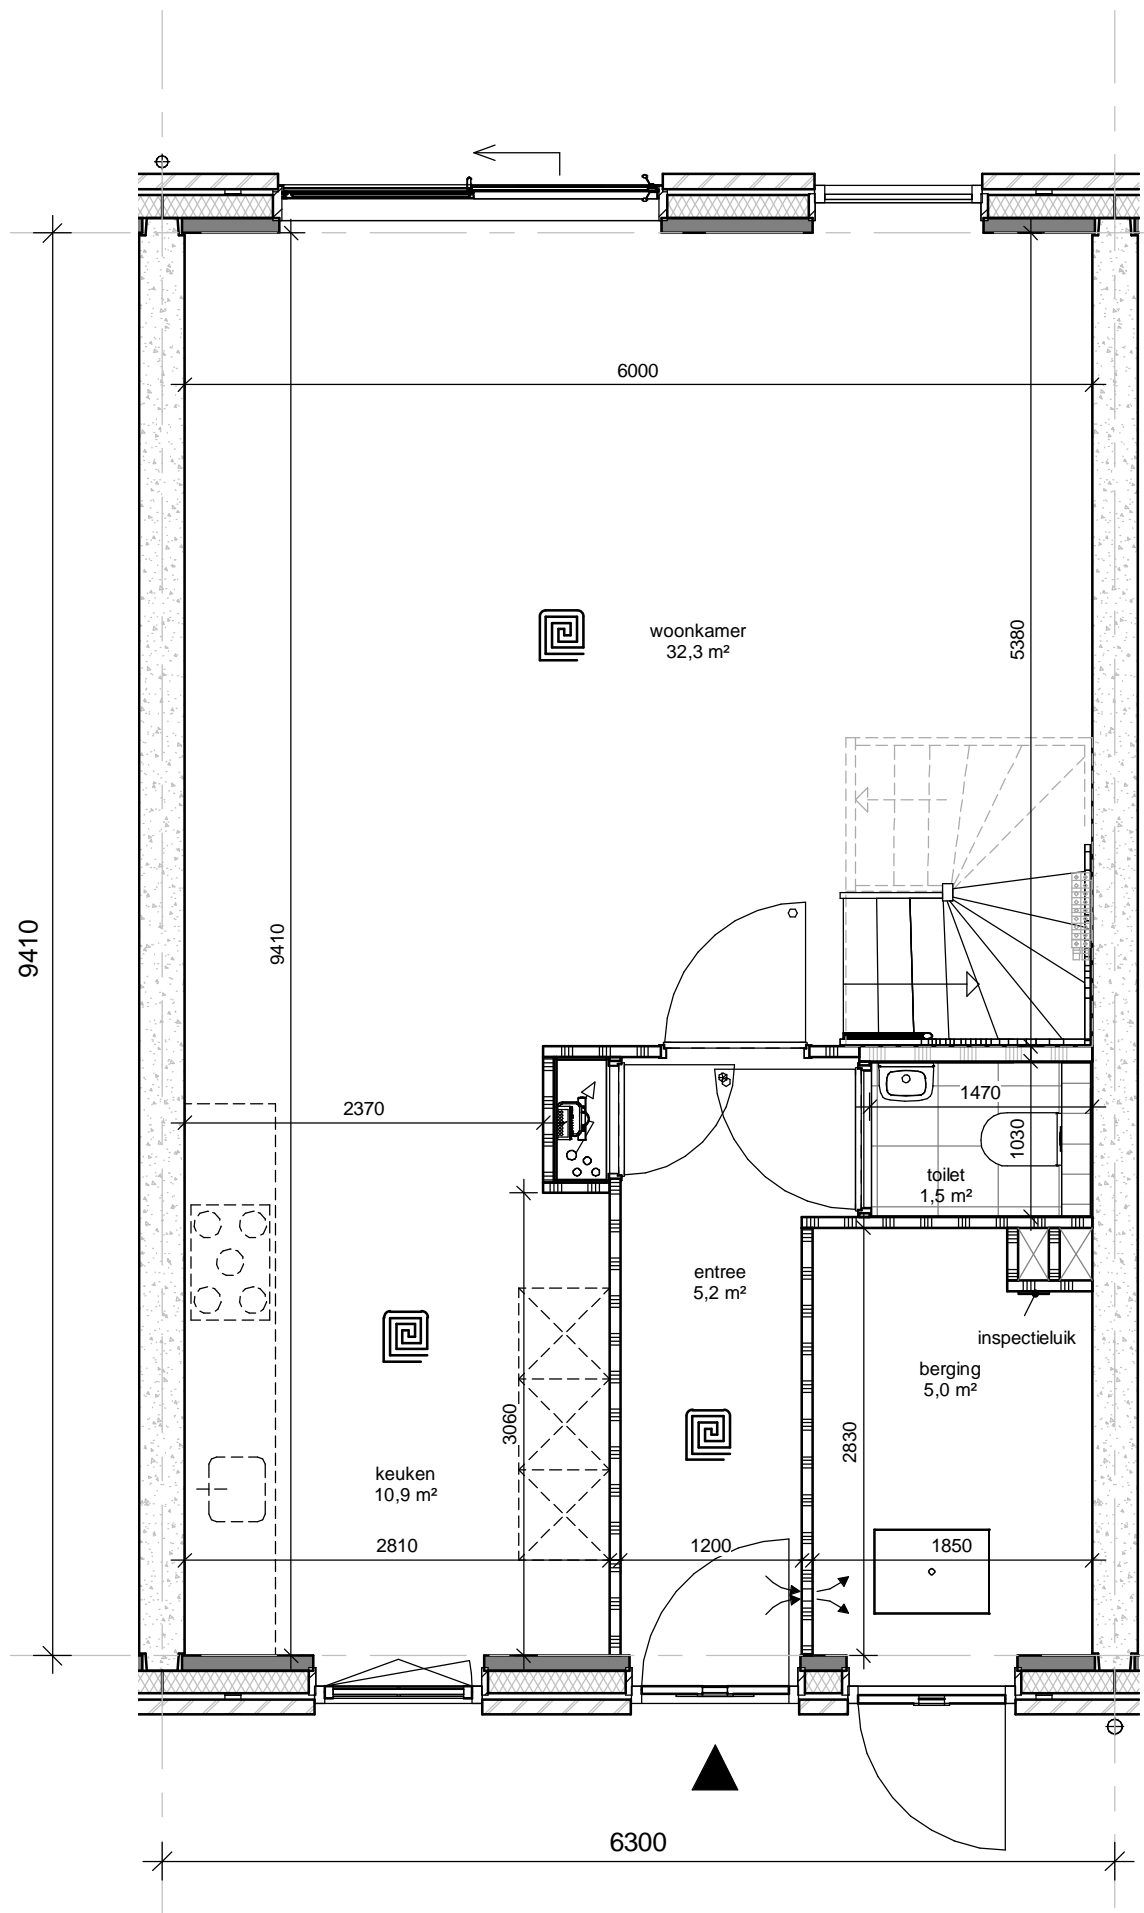 6000
woonkamer
32,3 m²
5380
9410
9410
2370
1470
1030
toilet
1,5 m²
entree
5,2 m²
inspectieluik
berging
5,0 m²
3060
2830
keuken
10,9 m²
2810
1200
1850
6300